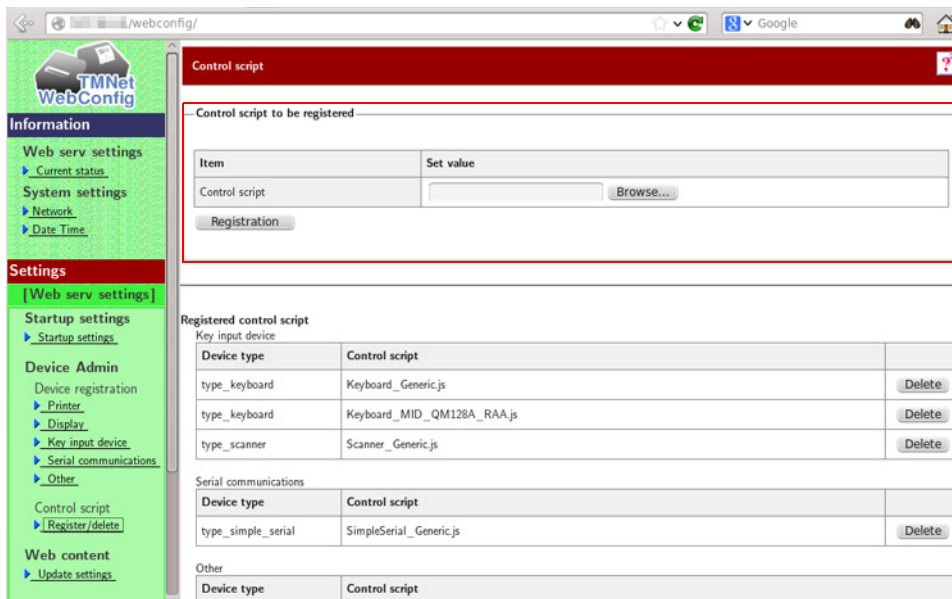 /webconfig/
Google
TMNet
WebConfig
Information
Web serv settings
Current status
System settings
Network
Date Time
Settings
[Web serv settings]
Startup settings
Startup settings
Device Admin
Device registration
Printer
Display
Key input device
Serial communications
Other
Control script
Register/delete
Web content
Update settings
Control script
?
Control script to be registered
Item Set value
Control script Browse...
Registration
Registered control script
Key input device
Device type Control script
type_keyboard Keyboard_Generic.js Delete
type_keyboard Keyboard_MID_QM128A_RAA.js Delete
type_scanner Scanner_Generic.js Delete
Serial communications
Device type Control script
type_simple_serial SimpleSerial_Generic.js Delete
Other
Device type Control script